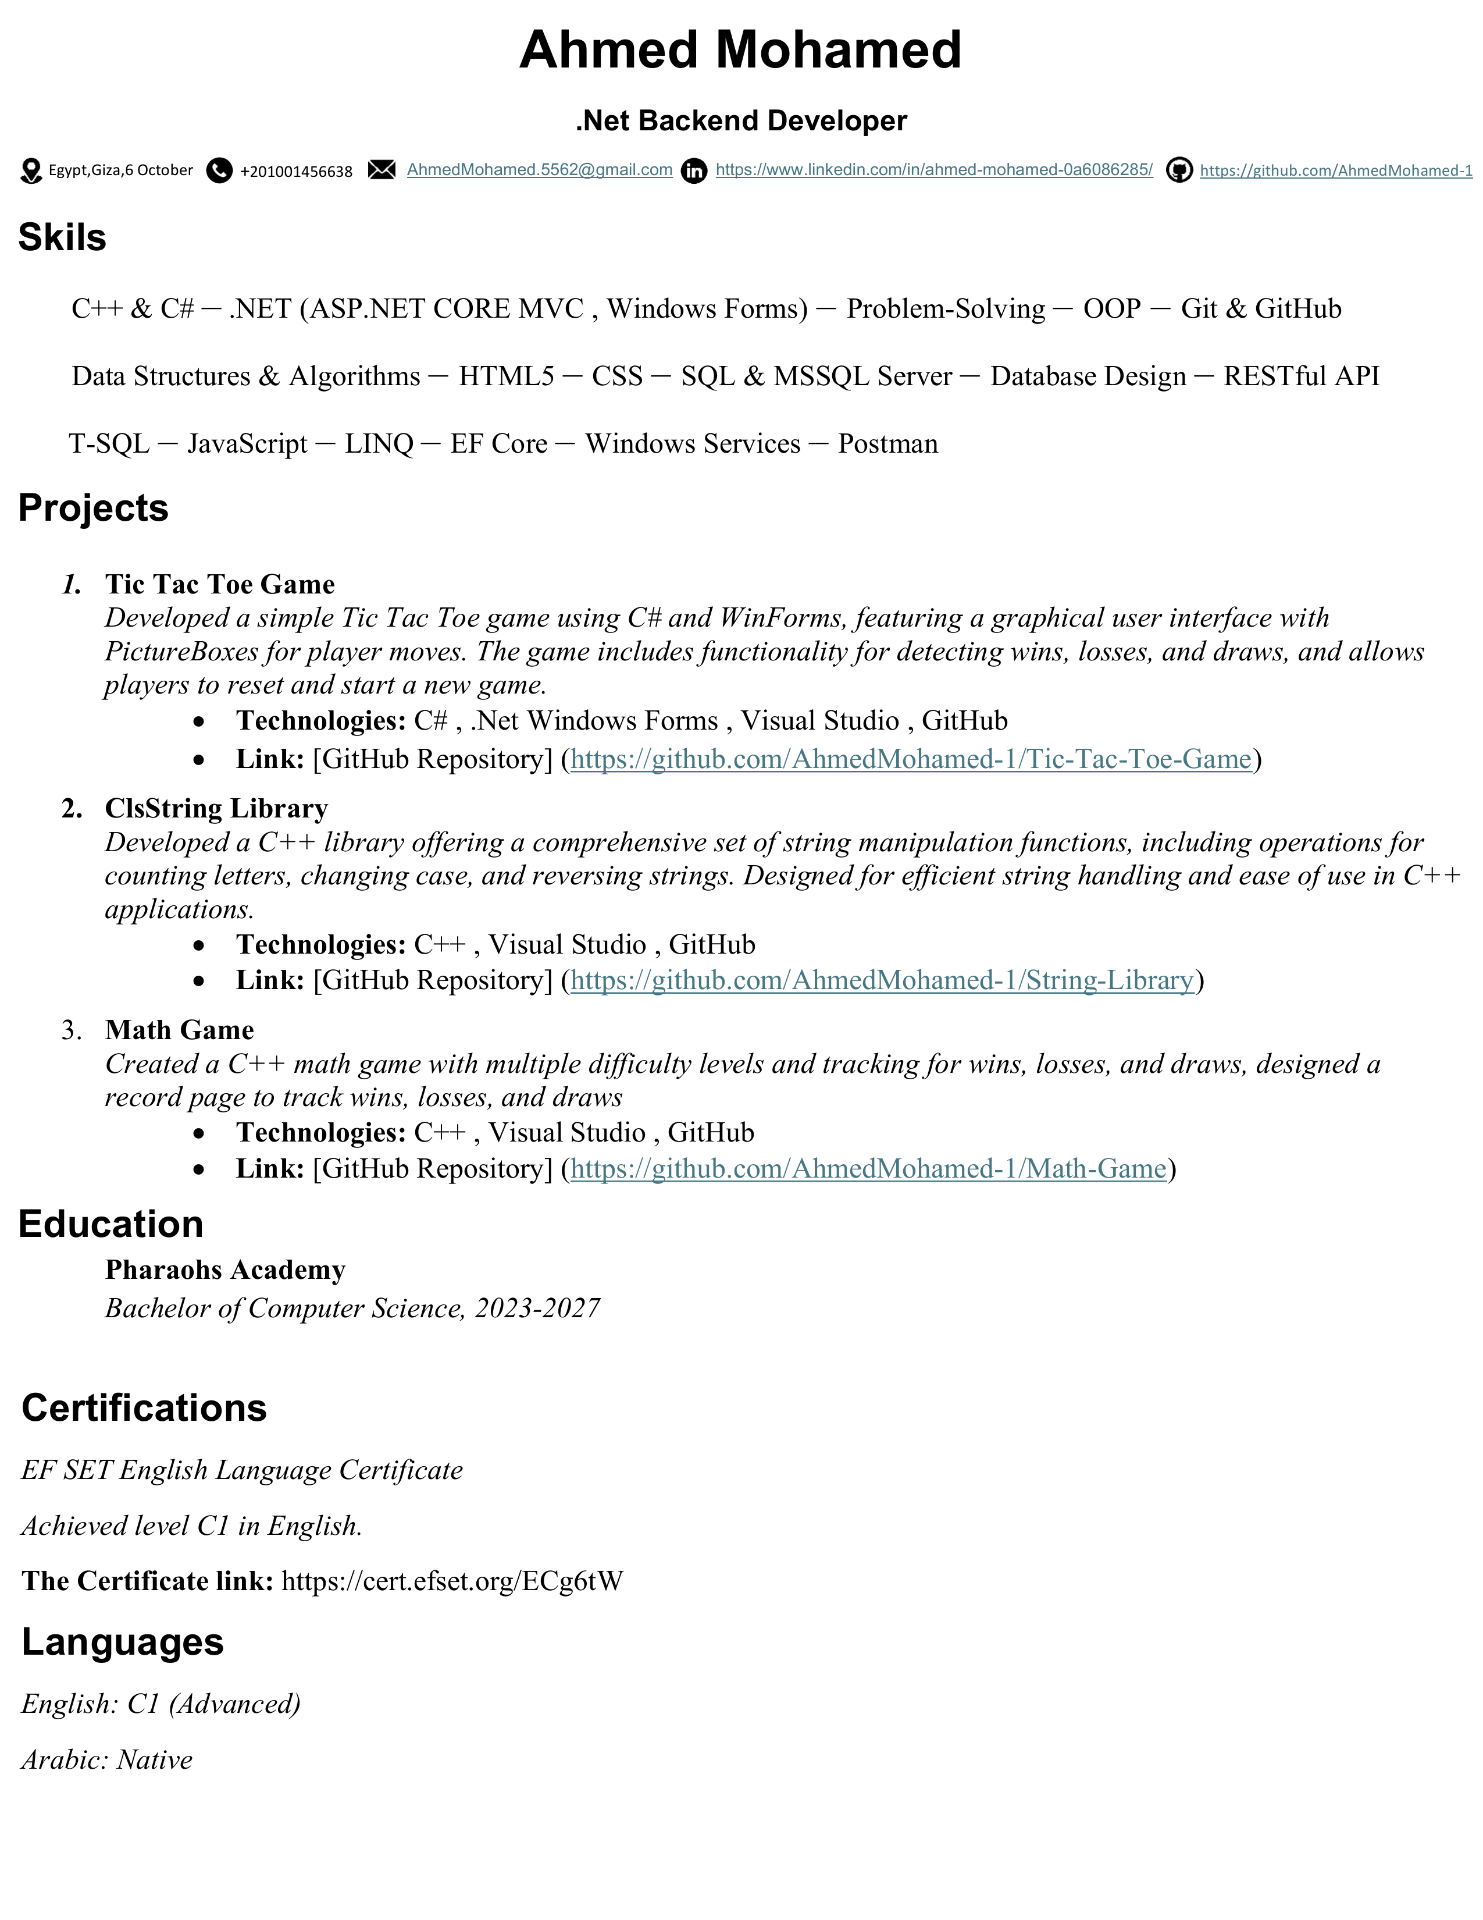 Ahmed Mohamed
.Net Backend Developer
Egypt,Giza,6 October +201001456638 AhmedMohamed.5562@gmail.com https://www.linkedin.com/in/ahmed-mohamed-0a6086285/ https://github.com/AhmedMohamed-1
Skils
C++ & C# — .NET (ASP.NET CORE MVC , Windows Forms) — Problem-Solving — OOP — Git & GitHub
Data Structures & Algorithms — HTML5 — CSS — SQL & MSSQL Server — Database Design — RESTful API
T-SQL — JavaScript — LINQ — EF Core — Windows Services — Postman
Projects
1. Tic Tac Toe Game
Developed a simple Tic Tac Toe game using C# and WinForms, featuring a graphical user interface with
PictureBoxes for player moves. The game includes functionality for detecting wins, losses, and draws, and allows
players to reset and start a new game.
• Technologies: C# , .Net Windows Forms , Visual Studio , GitHub
• Link: [GitHub Repository] (https://github.com/AhmedMohamed-1/Tic-Tac-Toe-Game)
2. ClsString Library
Developed a C++ library offering a comprehensive set of string manipulation functions, including operations for
counting letters, changing case, and reversing strings. Designed for efficient string handling and ease of use in C++
applications.
• Technologies: C++ , Visual Studio , GitHub
• Link: [GitHub Repository] (https://github.com/AhmedMohamed-1/String-Library)
3. Math Game
Created a C++ math game with multiple difficulty levels and tracking for wins, losses, and draws, designed a
record page to track wins, losses, and draws
• Technologies: C++ , Visual Studio , GitHub
• Link: [GitHub Repository] (https://github.com/AhmedMohamed-1/Math-Game)
Education
Pharaohs Academy
Bachelor of Computer Science, 2023-2027
Certifications
EF SET English Language Certificate
Achieved level C1 in English.
The Certificate link: https://cert.efset.org/ECg6tW
Languages
English: C1 (Advanced)
Arabic: Native